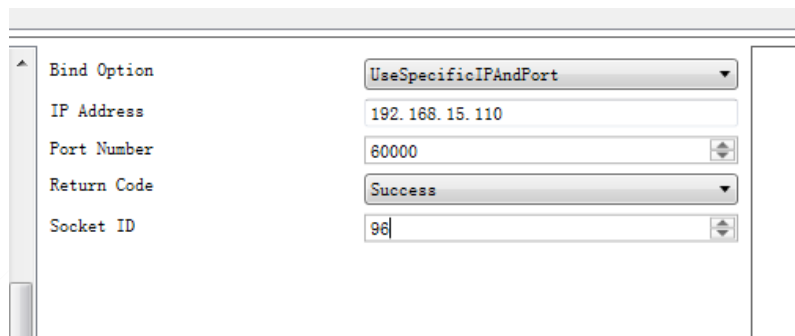 Bind Option UseSpecificIPAndPort
IP Address 192.168.15.110
Port Number 60000
Return Code Success
Socket ID 96